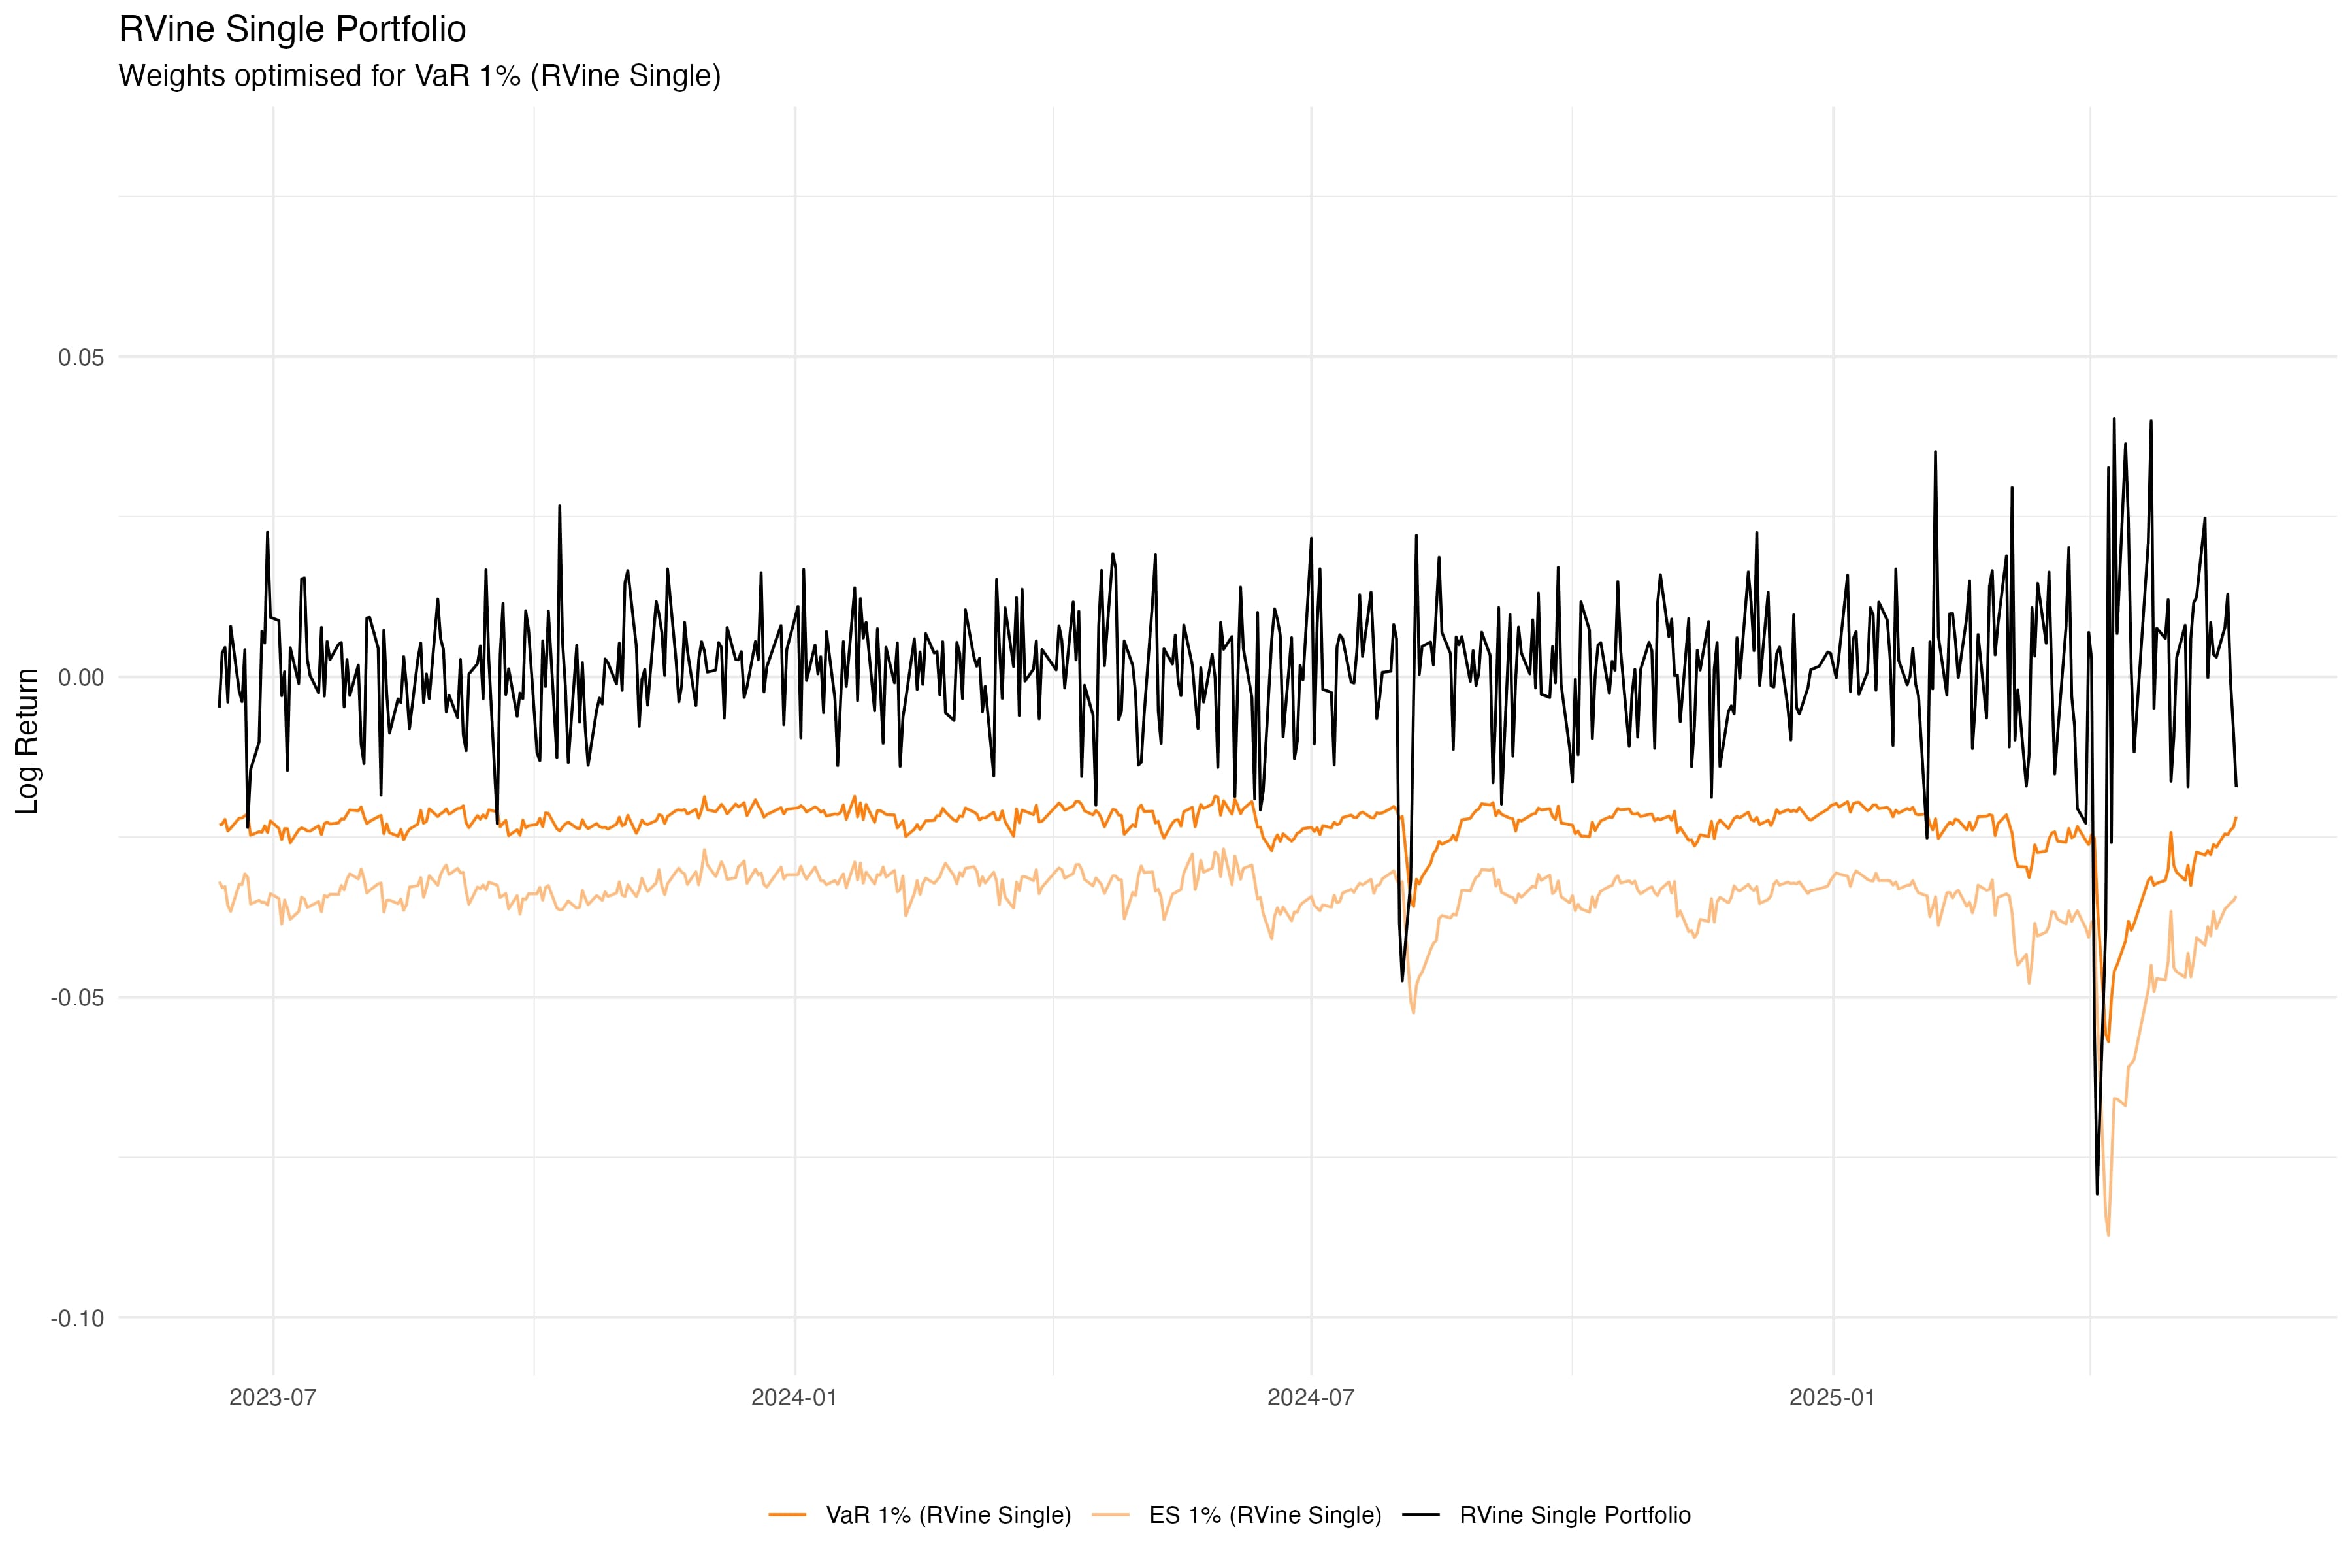 RVine Single Portfolio
Weights optimised for VaR 1% (RVine Single)
Log Return
0.05
0.00
-0.05
-0.10
2023-07 2024-01 2024-07 2025-01
VaR 1% (RVine Single) ES 1% (RVine Single) RVine Single Portfolio